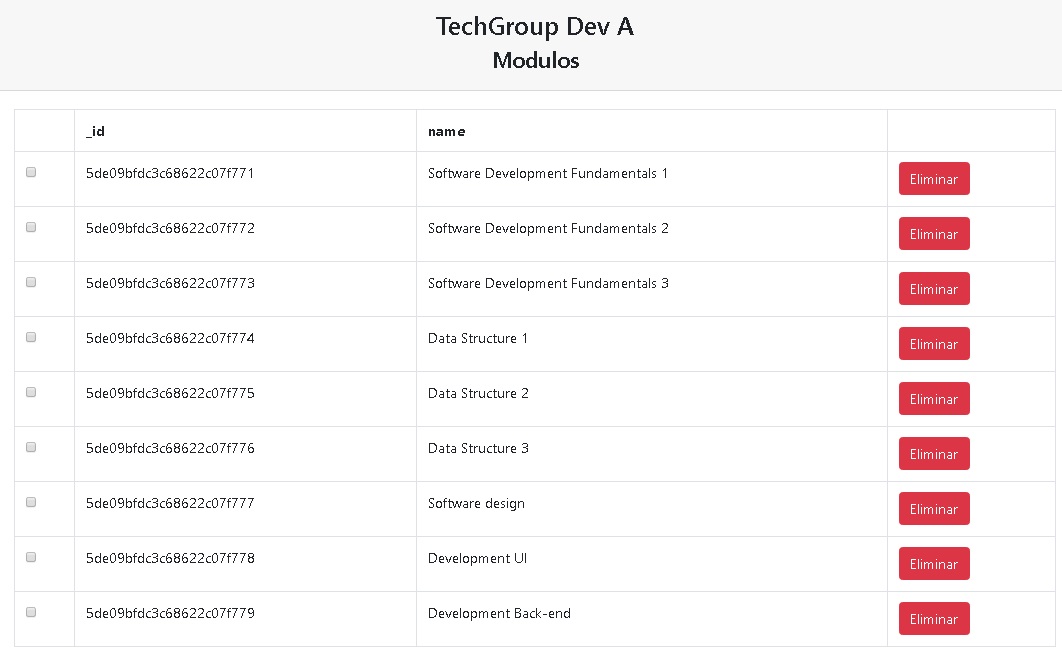 TechGroup Dev A
Modulos
_id name
5de09bfdc3c68622c07f771 Software Development Fundamentals 1 Eliminar
5de09bfdc3c68622c07f772 Software Development Fundamentals 2 Eliminar
5de09bfdc3c68622c07f773 Software Development Fundamentals 3 Eliminar
5de09bfdc3c68622c07f774 Data Structure 1 Eliminar
5de09bfdc3c68622c07f775 Data Structure 2 Eliminar
5de09bfdc3c68622c07f776 Data Structure 3 Eliminar
5de09bfdc3c68622c07f777 Software design Eliminar
5de09bfdc3c68622c07f778 Development UI Eliminar
5de09bfdc3c68622c07f779 Development Back-end Eliminar